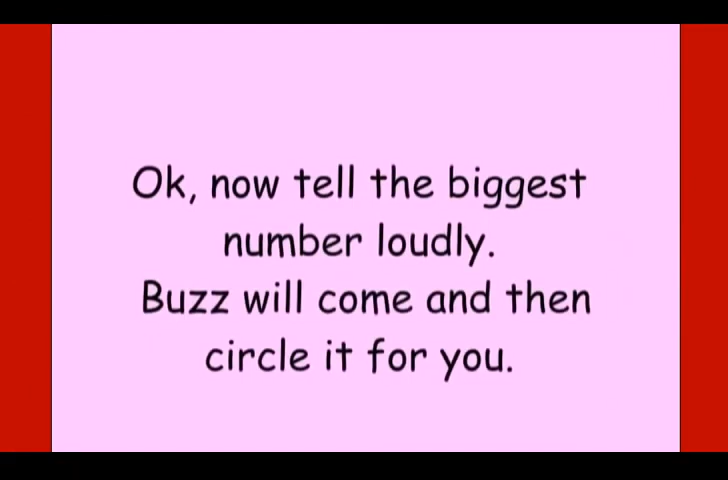 Ok, now tell the biggest
number loudly.
Buzz will come and then
circle it for you.